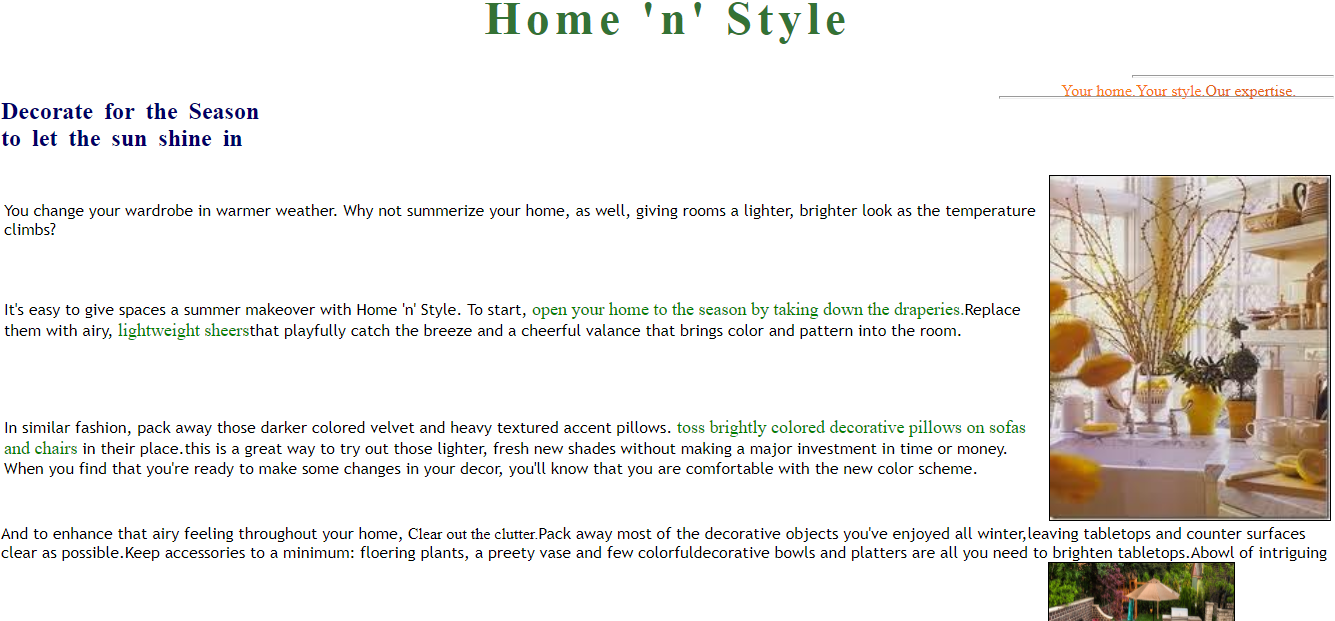 Home 'n' Style
Your home.Your style.Our expertise.
Decorate for the Season
to let the sun shine in
You change your wardrobe in warmer weather. Why not summerize your home, as well, giving rooms a lighter, brighter look as the temperature
climbs?
It's easy to give spaces a summer makeover with Home 'n' Style. To start, open your home to the season by taking down the draperies.Replace
them with airy, lightweight sheersthat playfully catch the breeze and a cheerful valance that brings color and pattern into the room.
In similar fashion, pack away those darker colored velvet and heavy textured accent pillows. toss brightly colored decorative pillows on sofas
and chairs in their place.this is a great way to try out those lighter, fresh new shades without making a major investment in time or money.
When you find that you're ready to make some changes in your decor, you'll know that you are comfortable with the new color scheme.
And to enhance that airy feeling throughout your home, Clear out the clutter.Pack away most of the decorative objects you've enjoyed all winter,leaving tabletops and counter surfaces
clear as possible.Keep accessories to a minimum: floering plants, a preety vase and few colorfuldecorative bowls and platters are all you need to brighten tabletops.Abowl of intriguing